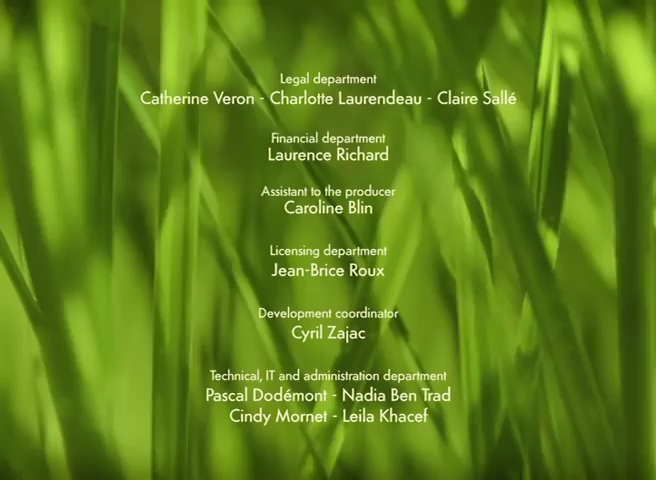 Legal department
Catherine Veron - Charlotte Laurendeau - Claire Sallé
Financial department
Laurence Richard
Assistant to the producer
Caroline Blin
Licensing department
Jean-Brice Roux
Development coordinator
Cyril Zajac
Technical, IT and administration department
Pascal Dodémont - Nadia Ben Trad
Cindy Mornet - Leila Khacef